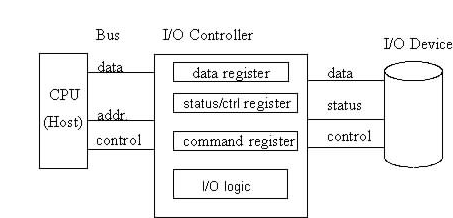 Bus
I/O Controller
I/O Device
data
data register
data
CPU
(Host)
status/ctrl register
status
addr.
control
command register
control
I/O logic